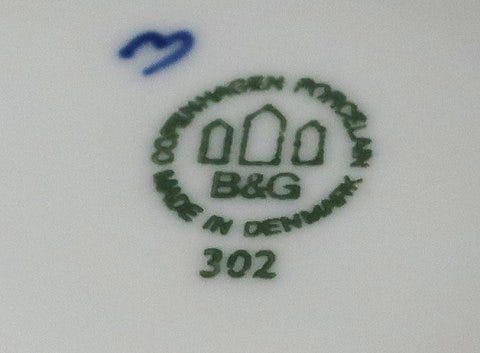 COPENHAGEN PORCELAIN
B&G
MADE IN DENMARK
302